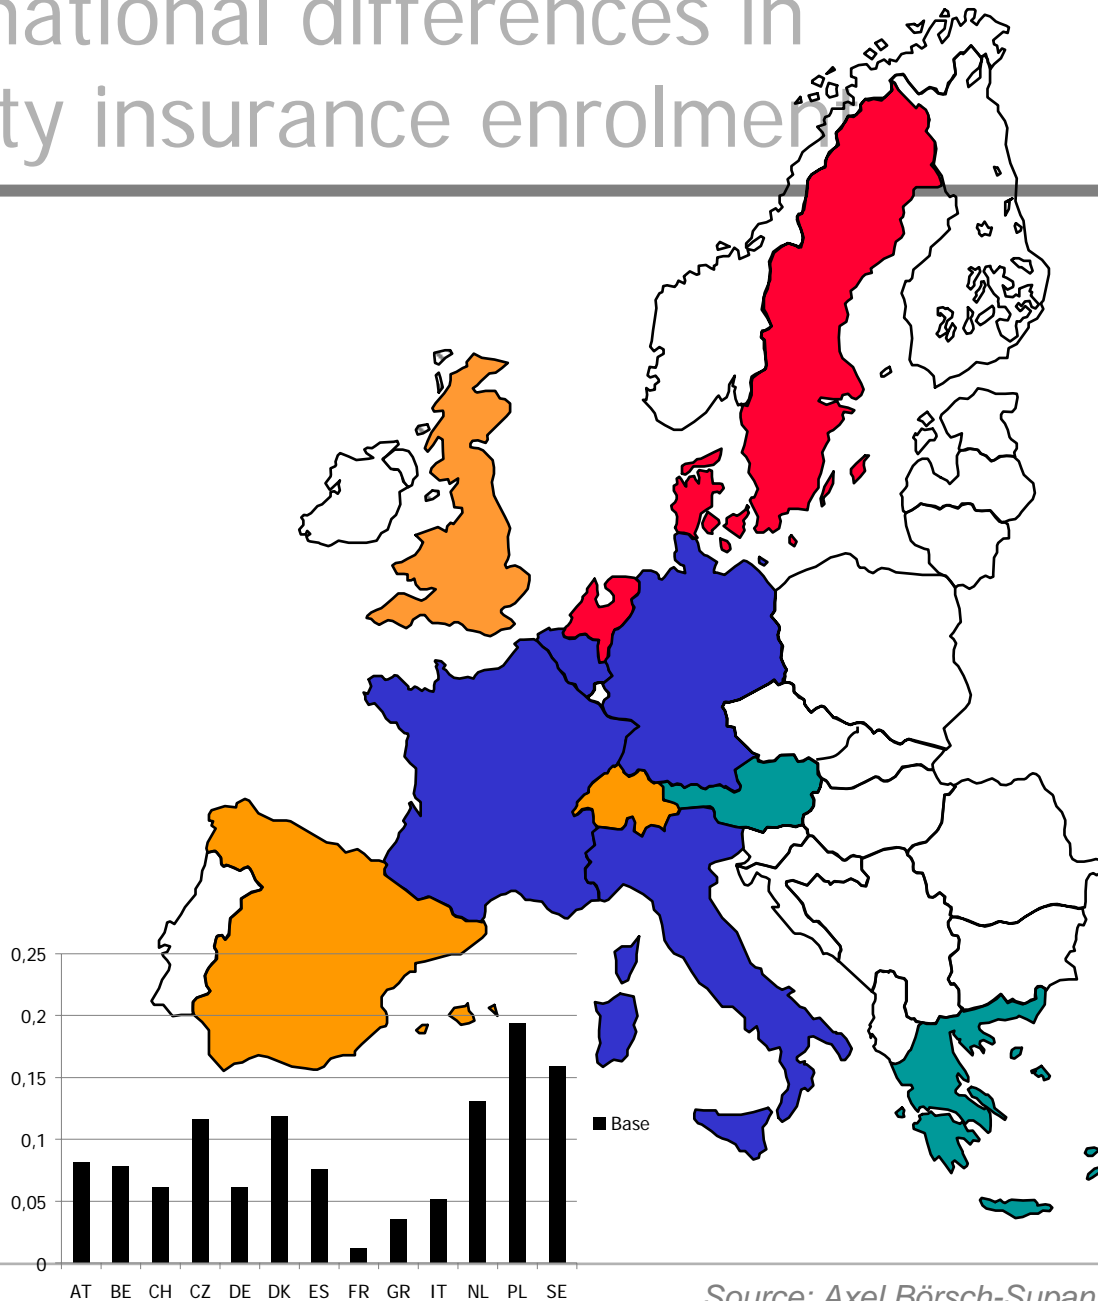 national differences in
ty insurance enrolment
0,25
0,2
0,15
0,1
0,05
0
Base
AT BE CH CZ DE DK ES FR GR IT NL PL SE
Source: Axel Börsch-Supan